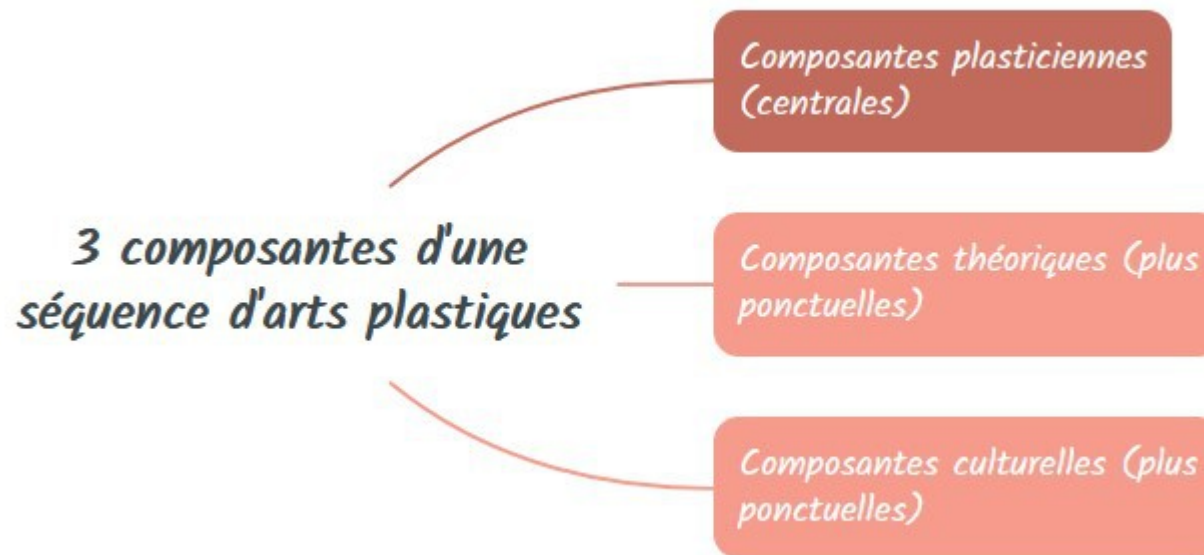 3 composantes d'une
séquence d'arts plastiques
Composantes plasticiennes
(centrales)
Composantes théoriques (plus
ponctuelles)
Composantes culturelles (plus
ponctuelles)